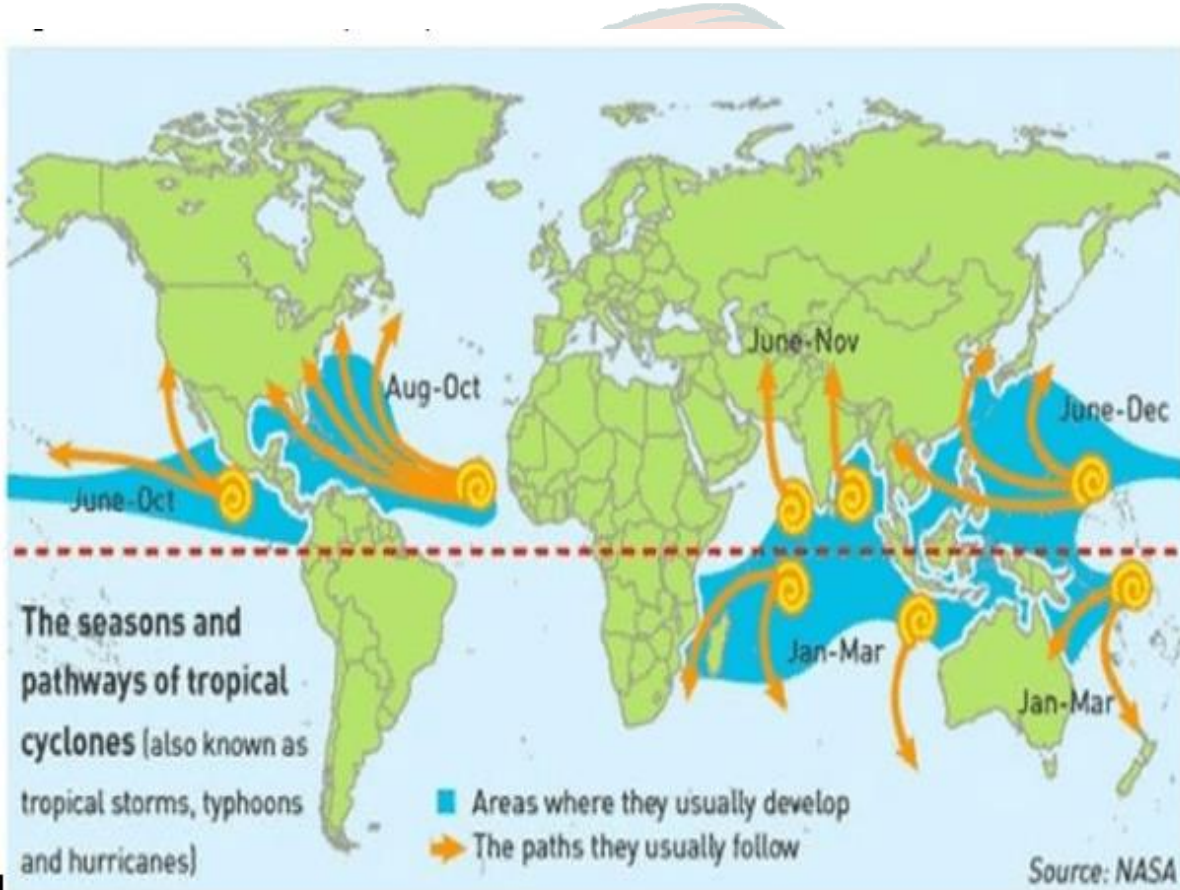 June-Nov
Aug-Oct
June-Dec
June-Oct
The seasons and
pathways of tropical
cyclones (also known as
tropical storms, typhoons
and hurricanes)
Jan-Mar
Jan-Mar
Areas where they usually develop
The paths they usually follow
Source: NASA